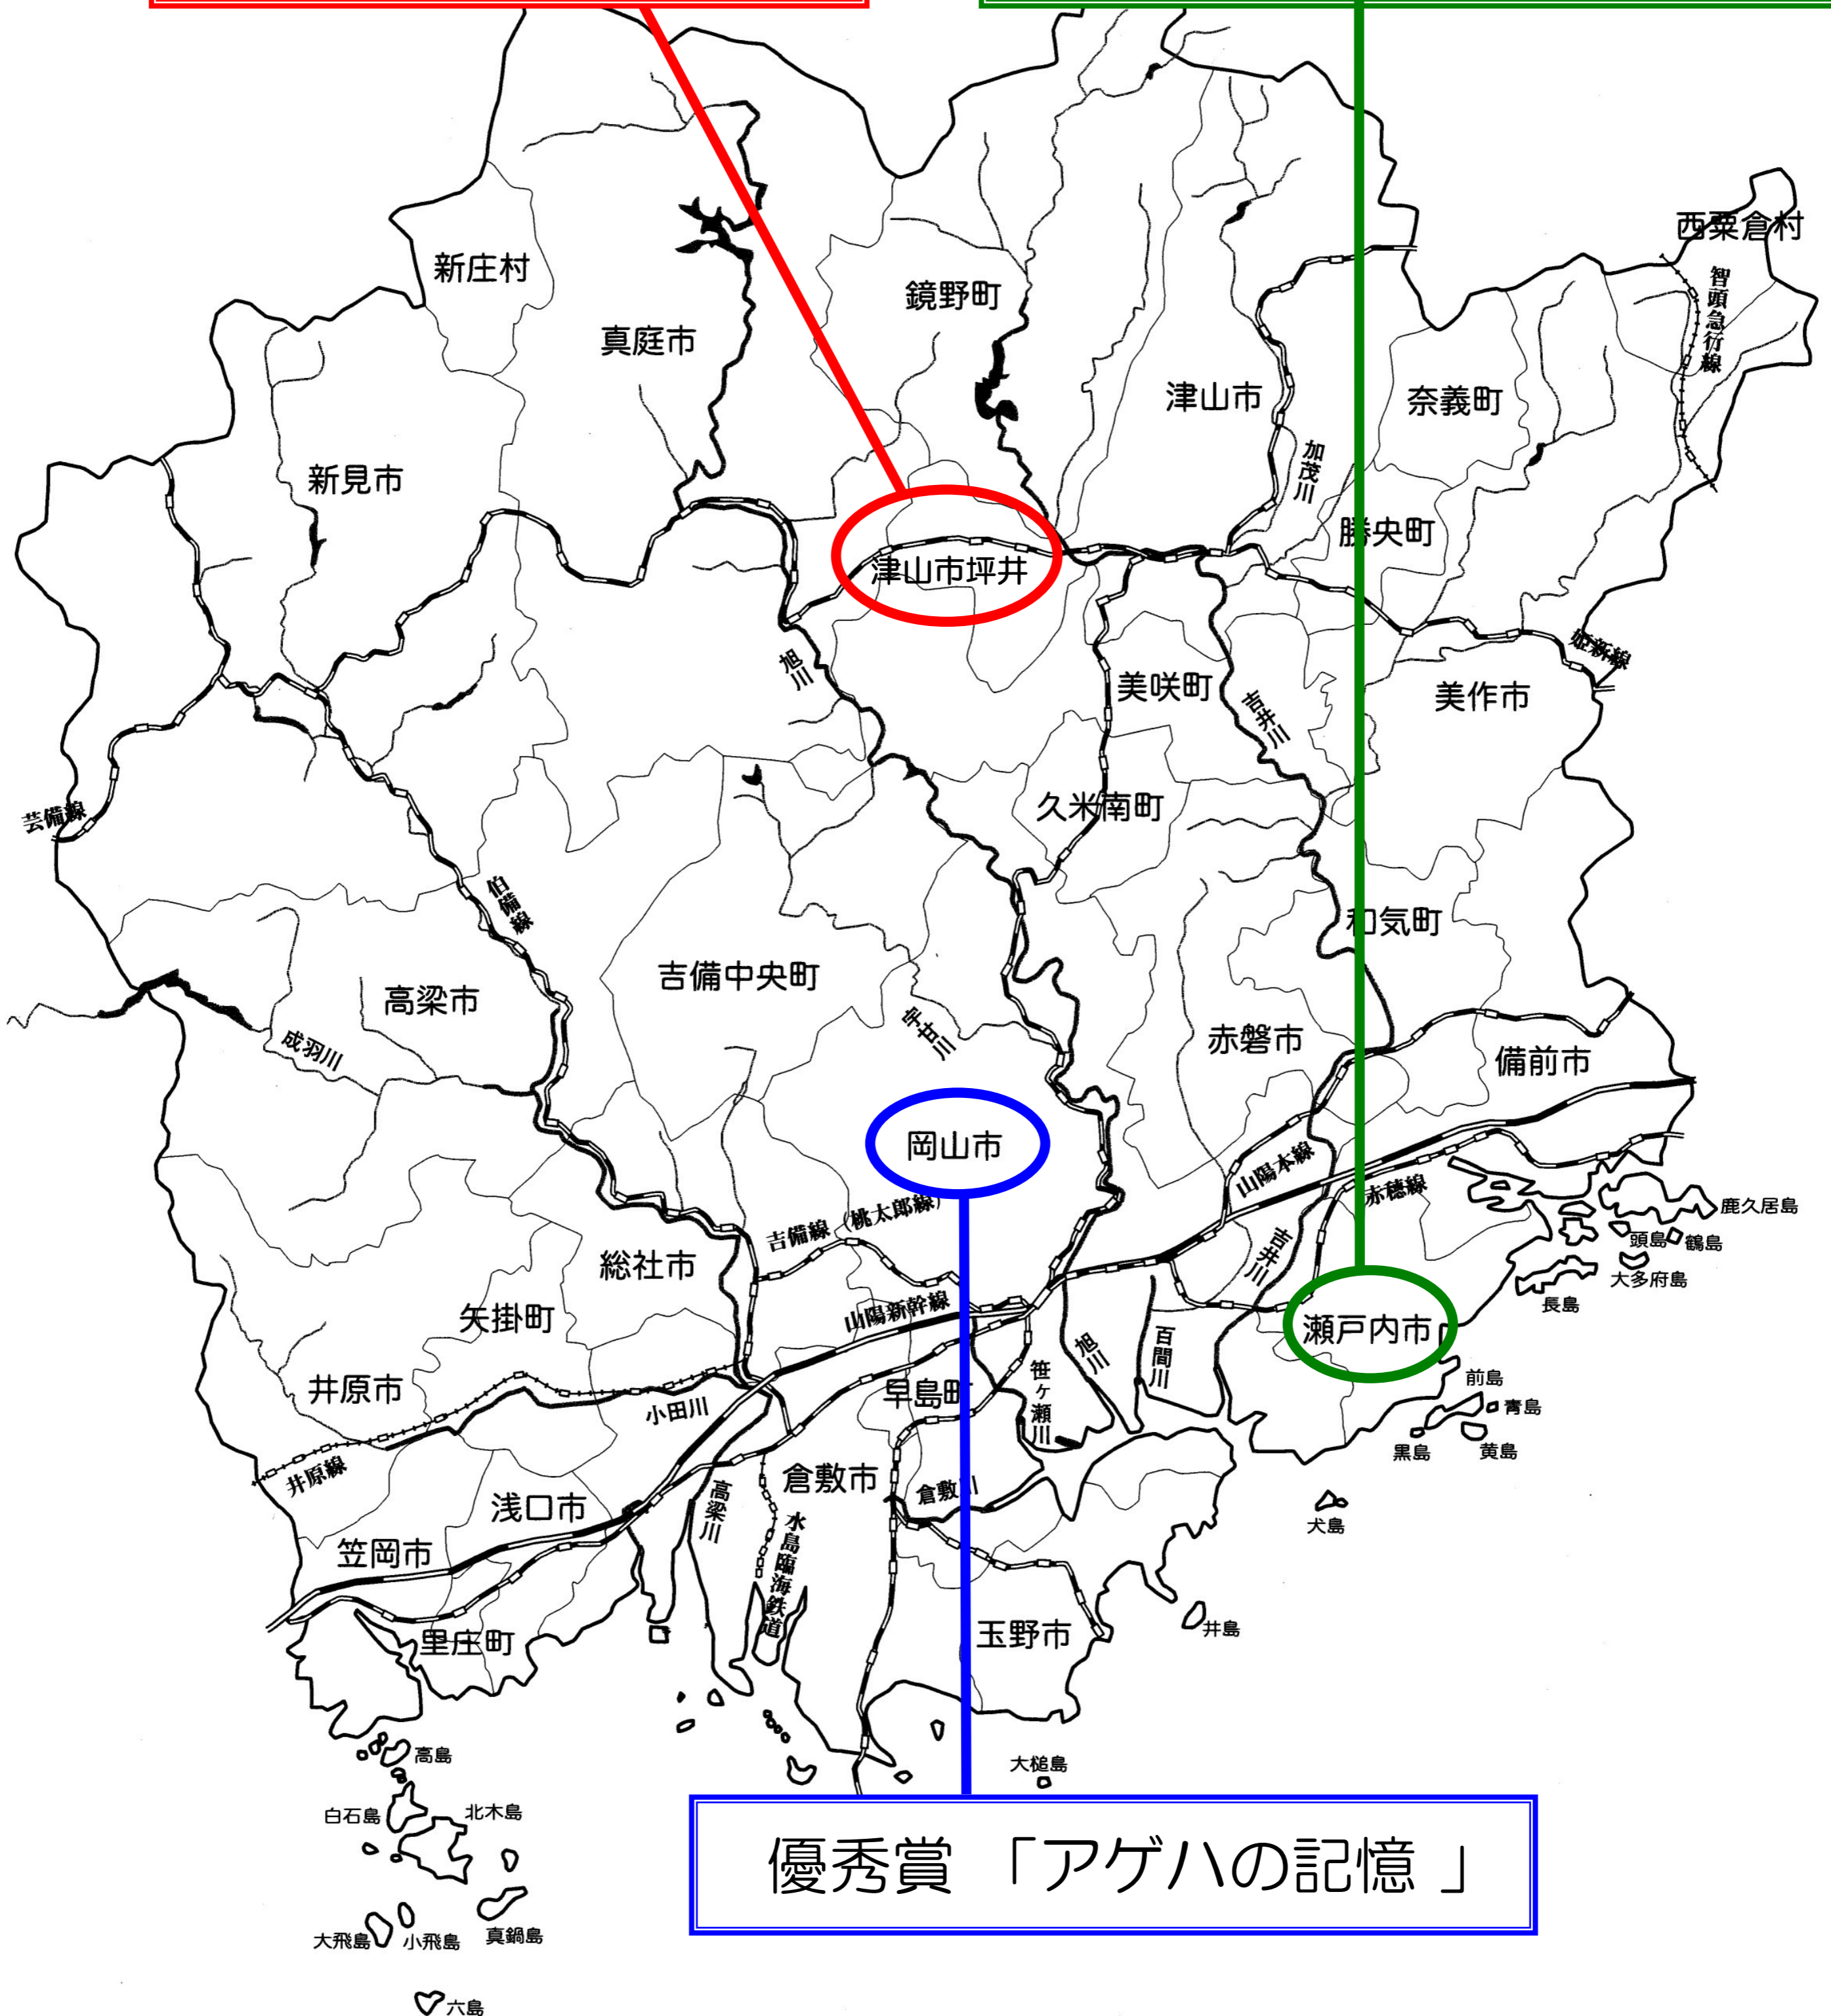 西粟倉村
智頭急行線
新庄村
鏡野町
真庭市
津山市
奈義町
加茂川
新見市
勝央町
津山市坪井
姫新線
旭川
美咲町
吉井川
美作市
芸備線
久米南町
伯備線
和気町
吉備中央町
高梁市
宇甘川
成羽川
赤磐市
備前市
岡山市
山陽本線
赤穂線
鹿久居島
吉備線（桃太郎線）
頭島
鶴島
総社市
吉井川
大多府島
長島
矢掛町
山陽新幹線
瀬戸内市
旭川
百間川
笹ヶ瀬川
前島
井原市
早島町
青島
小田川
黒島
黄島
井原線
倉敷市
倉敷川
高梁川
浅口市
水島臨海鉄道
犬島
笠岡市
里庄町
玉野市
井島
高島
大槌島
白石島
北木島
優秀賞 「アゲハの記憶 」
大飛島
小飛島
真鍋島
六島